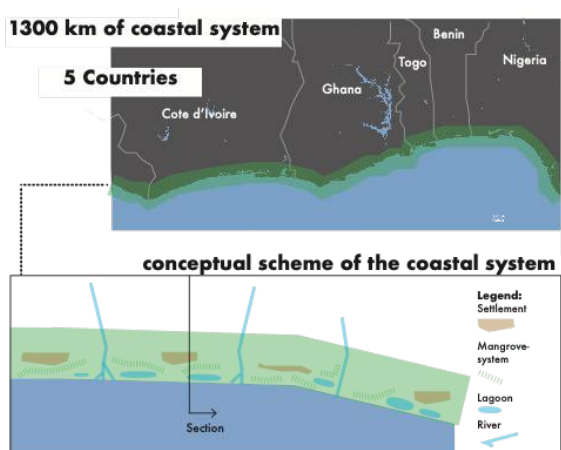 1300 km of coastal system
5 Countries
Benin
Nigeria
Togo
Ghana
Cote d'Ivoire
conceptual scheme of the coastal system
Legend:
Settlement
Mangrove-
system
Lagoon
River
Section